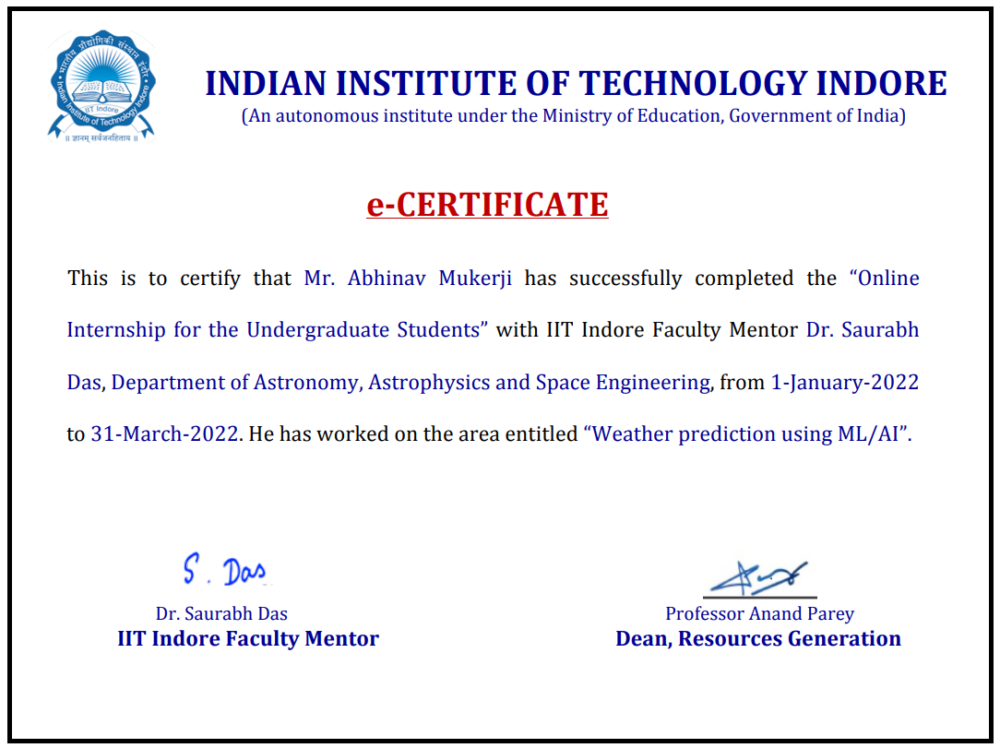 भारतीय प्रौद्योगिकी संस्थान इंदौर
Indian Institute of Technology Indore
IIT Indore
॥ ज्ञानम् सर्वजनहिताय ॥
INDIAN INSTITUTE OF TECHNOLOGY INDORE
(An autonomous institute under the Ministry of Education, Government of India)
e-CERTIFICATE
This is to certify that Mr. Abhinav Mukerji has successfully completed the “Online
Internship for the Undergraduate Students” with IIT Indore Faculty Mentor Dr. Saurabh
Das, Department of Astronomy, Astrophysics and Space Engineering, from 1-January-2022
to 31-March-2022. He has worked on the area entitled “Weather prediction using ML/AI”.
S. Das
Dr. Saurabh Das
IIT Indore Faculty Mentor
Professor Anand Parey
Dean, Resources Generation